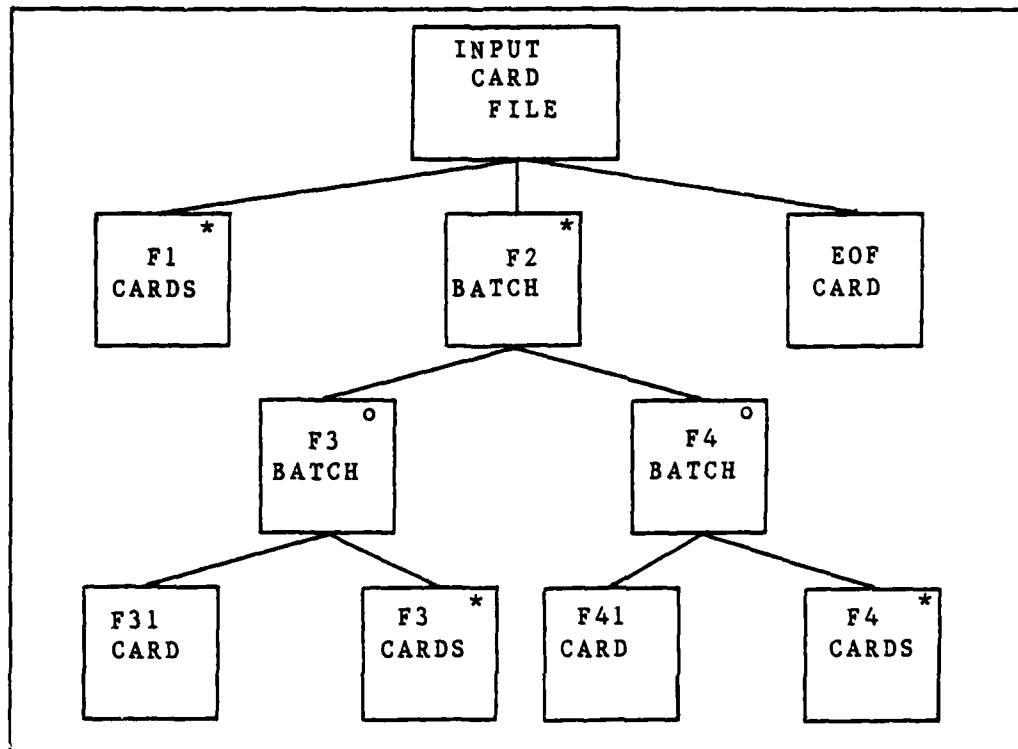 INPUT
CARD
FILE
*
F1
CARDS
*
F2
BATCH
EOF
CARD
o
F3
BATCH
o
F4
BATCH
F31
CARD
*
F3
CARDS
F41
CARD
*
F4
CARDS